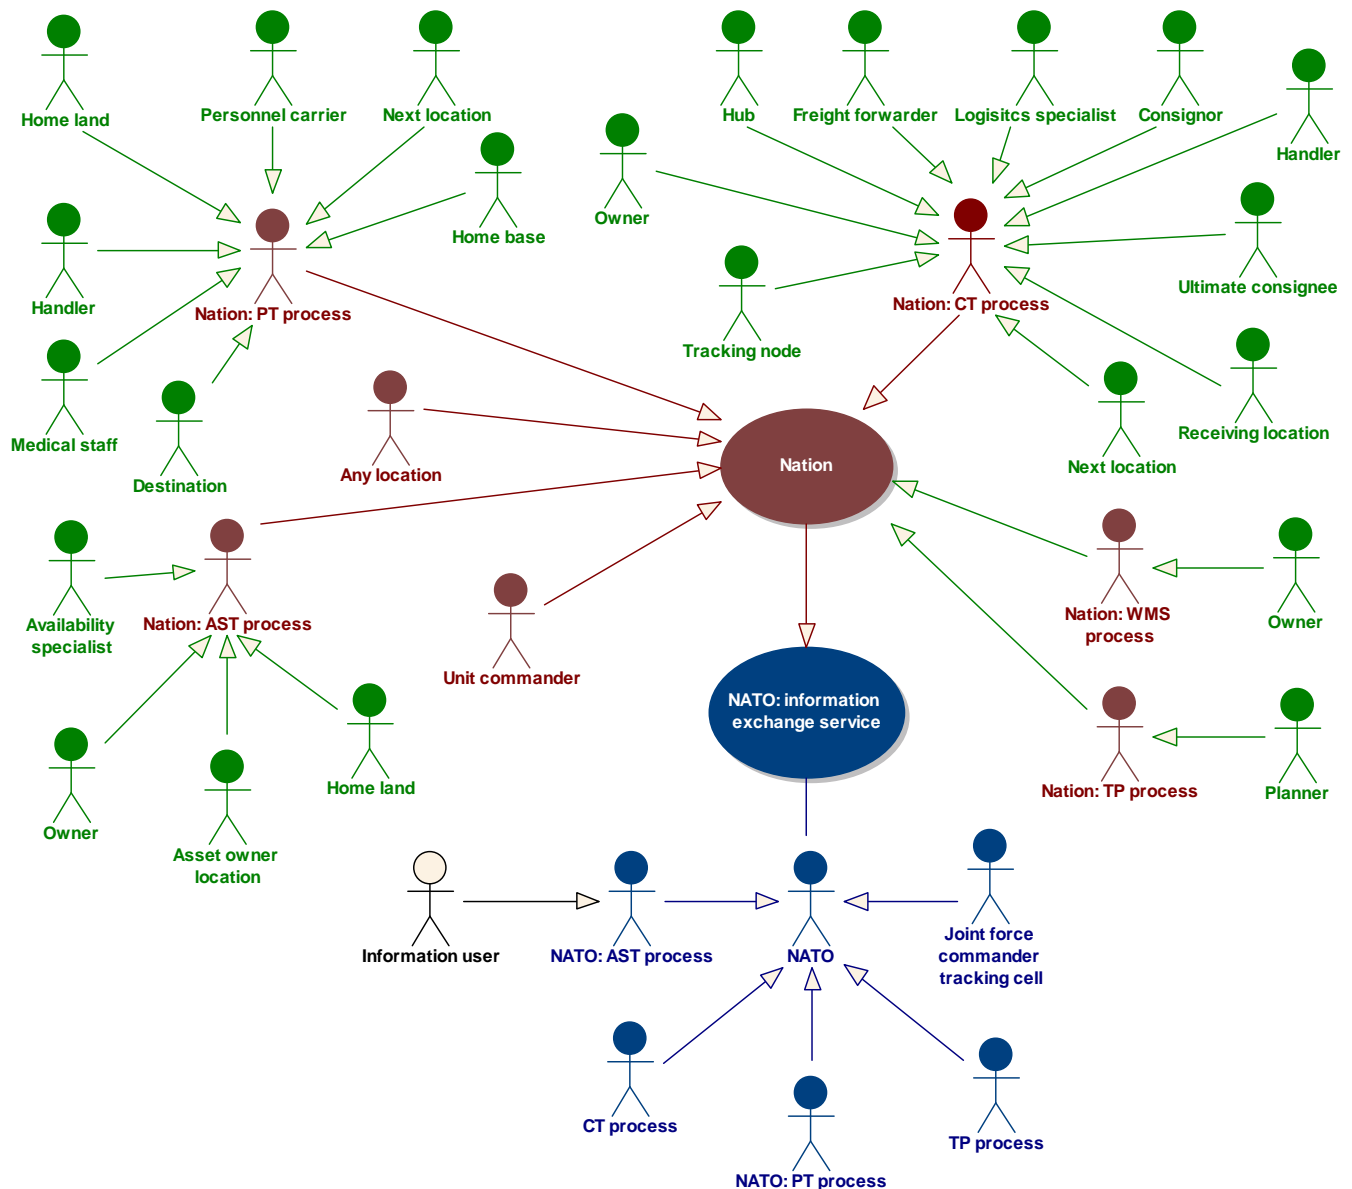 Home land
Personnel carrier
Next location
Hub
Freight forwarder
Logisitcs specialist
Consignor
Handler
Owner
Home base
Ultimate consignee
Handler
Nation: PT process
Nation: CT process
Tracking node
Medical staff
Destination
Any location
Nation
Next location
Receiving location
Availability
specialist
Nation: AST process
Unit commander
Nation: WMS
process
Owner
NATO: information
exchange service
Home land
Nation: TP process
Planner
Owner
Asset owner
location
Information user
NATO: AST process
NATO
Joint force
commander
tracking cell
CT process
NATO: PT process
TP process